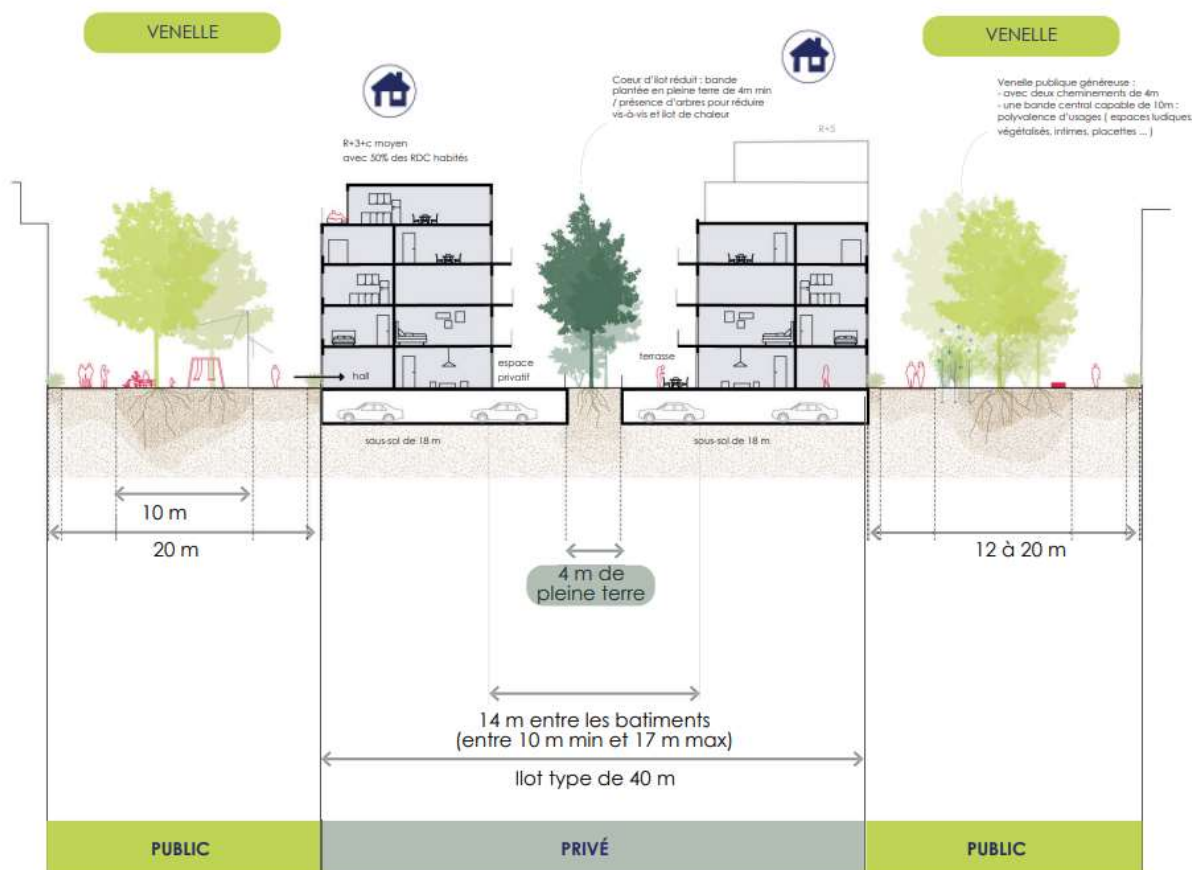 VENELLE
VENELLE
Coeur d'ilot réduit : bande
plantée en pleine terre de 4m min
/ présence d'arbres pour réduire
vis-à-vis et ilot de chaleur
Venelle publique généreuse :
- avec deux cheminements de 4m
- une bande central capable de 10m :
polyvalence d'usages ( espaces ludiques,
végétalisés, intimes, placettes ... )
R+5
R+3+c moyen
avec 50% des RDC habités
hall
espace
privatif
terrasse
sous-sol de 18 m
sous-sol de 18 m
10 m
20 m
12 à 20 m
4 m de
pleine terre
14 m entre les batiments
(entre 10 m min et 17 m max)
Ilot type de 40 m
PUBLIC
PRIVÉ
PUBLIC